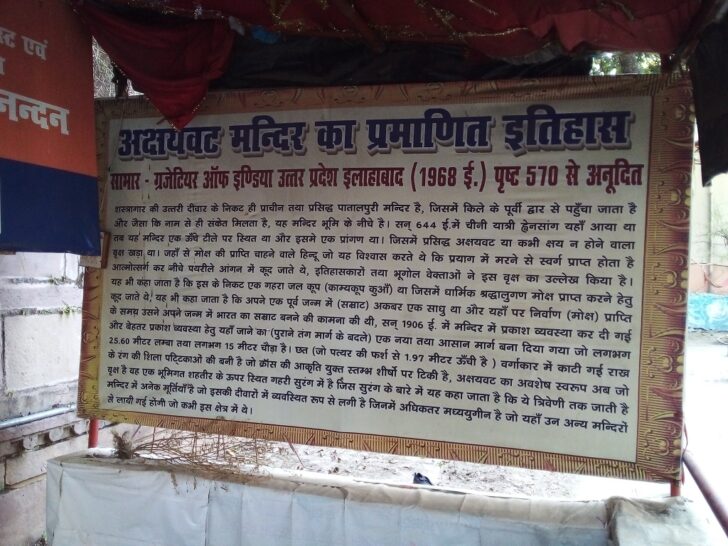 स्ट एवं
नन्दन
अक्षयवट मन्दिर का प्रमाणित इतिहास
साभार - ग्रजेटियर ऑफ इण्डिया उत्तर प्रदेश इलाहाबाद (1968 ई.) पृष्ट 570 से अनूदित
शस्त्रागार की उत्तरी दीवार के निकट ही प्राचीन तथा प्रसिद्ध पातालपुरी मन्दिर है, जिसमें किले के पूर्वी द्वार से पहुँचा जाता है
और जैसा कि नाम से ही संकेत मिलता है, यह मन्दिर भूमि के नीचे है। सन् 644 ई.में चीनी यात्री ह्वेनसांग यहाँ आया था
तब यह मन्दिर एक ऊँचे टीले पर स्थित था और इसमे एक प्रांगण था। जिसमें प्रसिद्ध अक्षयवट या कभी क्षय न होने वाला
वृक्ष खड़ा था। जहाँ से मोक्ष की प्राप्ति चाहने वाले हिन्दू जो यह विश्वास करते थे कि प्रयाग में मरने से स्वर्ग प्राप्त होता है
आत्मोत्सर्ग कर नीचे पथरीले आंगन में कूद जाते थे, इतिहासकारों तथा भूगोल वेक्ताओं ने इस वृक्ष का उल्लेख किया है।
यह भी कहा जाता है कि इस के निकट एक गहरा जल कूप (काम्यकूप कुआँ) था जिसमें धार्मिक श्रद्धालुगण मोक्ष प्राप्त करने हेतु
कूद जाते थे, यह भी कहा जाता है कि अपने एक पूर्व जन्म में (सम्राट) अकबर एक साधु था और यहाँ पर निर्वाण (मोक्ष) प्राप्ति
के समय उसने अपने जन्म में भारत का सम्राट बनने की कामना की थी, सन् 1906 ई. में मन्दिर में प्रकाश व्यवस्था कर दी गई
और बेहतर प्रकाश व्यवस्था हेतु यहाँ जाने का (पुराने तंग मार्ग के बदले) एक नया तथा आसान मार्ग बना दिया गया जो लगभग
25.60 मीटर लम्बा तथा लगभग 15 मीटर चौड़ा है। छत (जो पत्थर की फर्श से 1.97 मीटर ऊँची है) वर्गाकार में काटी गई राख
के रंग की शिला पट्टिकाओं की बनी है जो क्रॉस की आकृति युक्त स्तम्भ शीर्षों पर टिकी है, अक्षयवट का अवशेष स्वरूप अब जो
वृक्ष है यह एक भूमिगत शहतीर के ऊपर स्थित गहरी सुरंग में है जिस सुरंग के बारे में यह कहा जाता है कि ये त्रिवेणी तक जाती है
मन्दिर में अनेक मूर्तियाँ है जो इसकी दीवारों में व्यवस्थित रूप से लगी है जिनमें अधिकतर मध्ययुगीन है जो यहाँ उन अन्य मन्दिरों
से लायी गई होगी जो कभी इस क्षेत्र में थे।